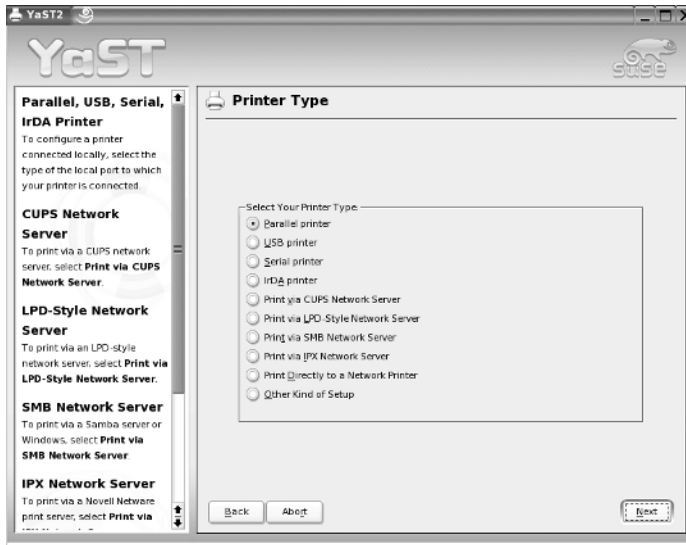 YaST2
YaST
SuSE
Parallel, USB, Serial,
IrDA Printer
To configure a printer
connected locally, select the
type of the local port to which
your printer is connected.
CUPS Network
Server
To print via a CUPS network
server, select Print via CUPS
Network Server.
LPD-Style Network
Server
To print via an LPD-style
network server, select Print via
LPD-Style Network Server.
SMB Network Server
To print via a Samba server or
Windows, select Print via
SMB Network Server.
IPX Network Server
To print via a Novell Netware
print server, select Print via
Printer Type
Select Your Printer Type:
Parallel printer
USB printer
Serial printer
IrDA printer
Print via CUPS Network Server
Print via LPD-Style Network Server
Print via SMB Network Server
Print via IPX Network Server
Print Directly to a Network Printer
Other Kind of Setup
Back
Abort
Next